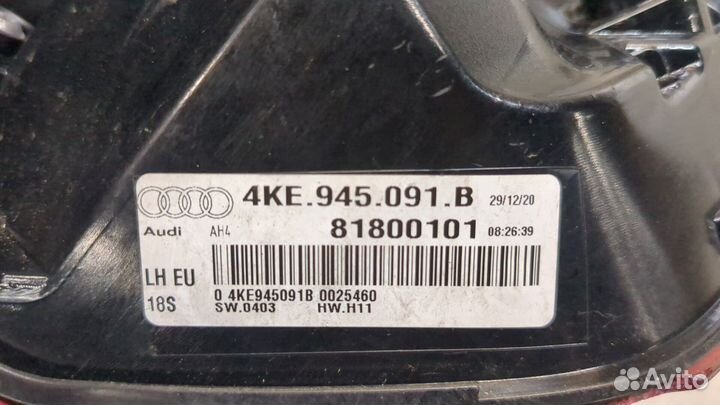 4KE.945.091.B 29/12/20
Audi AH4 81800101 08:26:39
LH EU
18S
0 4KE945091B 0025460
SW.0403 HW.H11
Avito